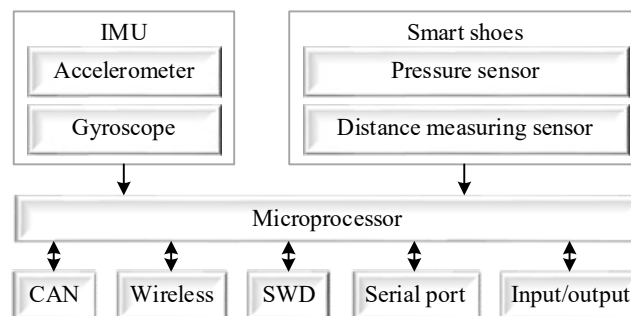 IMU
Accelerometer
Gyroscope
Smart shoes
Pressure sensor
Distance measuring sensor
Microprocessor
CAN
Wireless
SWD
Serial port
Input/output